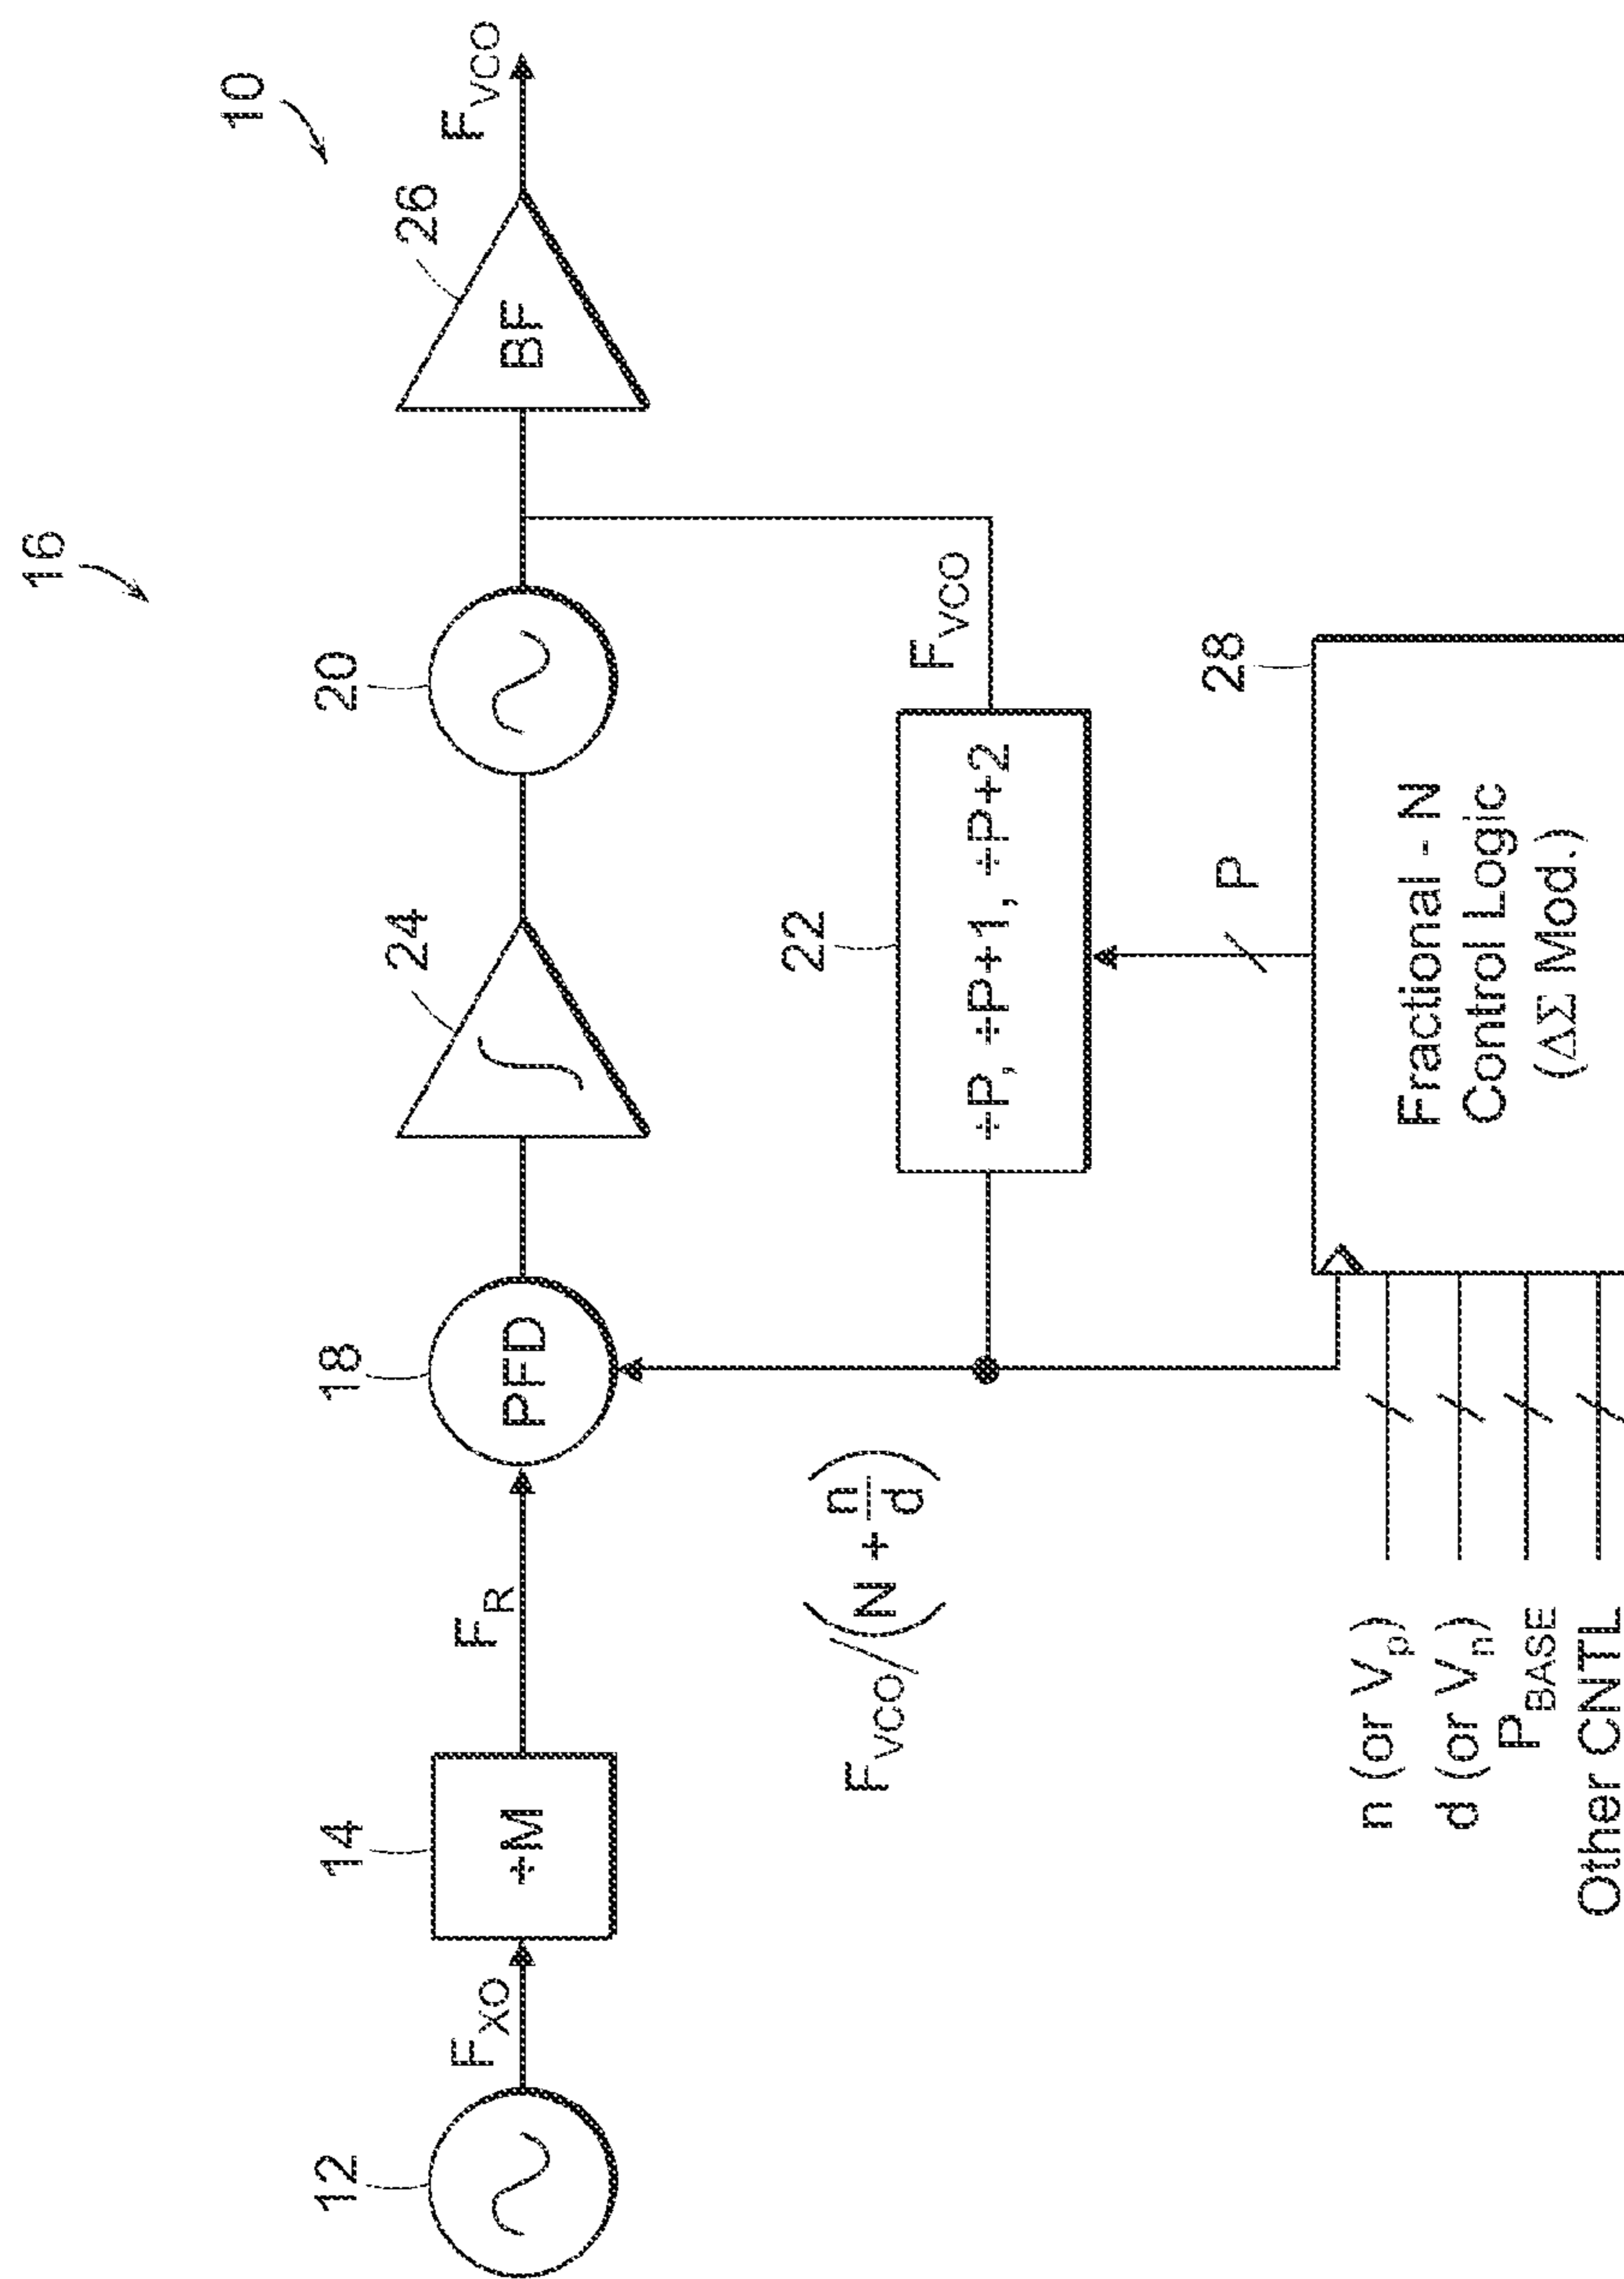 16
10
12
F_XO
14
÷M
F_R
18
PFD
24
∫
20
26
BF
F_VCO
F_VCO/(N + n/d)
22
÷P, ÷P+1, ÷P+2
F_VCO
P
28
n (or V_p)
d (or V_n)
P_BASE
Other CNTL
Fractional - N
Control Logic
(ΔΣ Mod.)